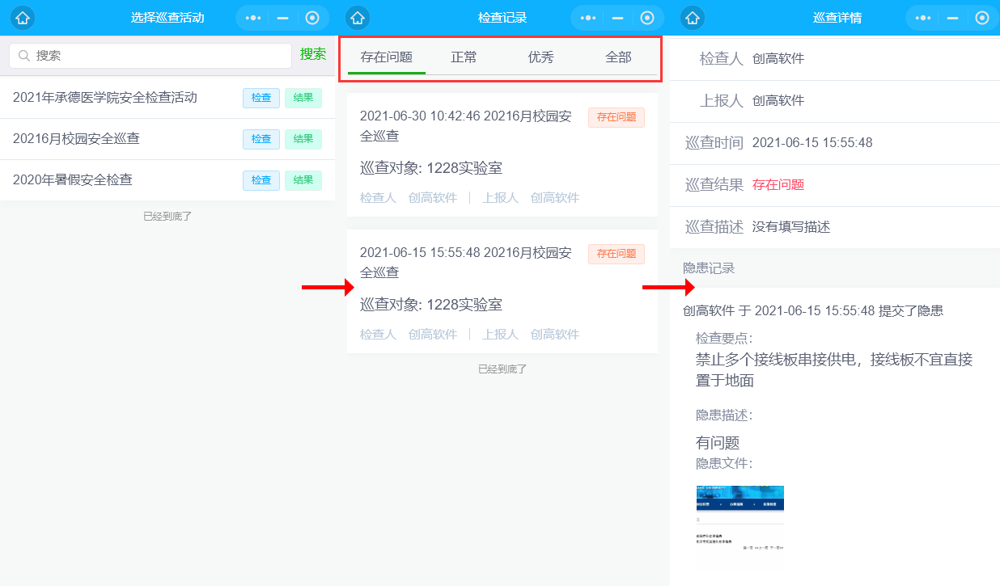 选择巡查活动
搜索
搜索
2021年承德医学院安全检查活动
检查
结果
20216月校园安全巡查
检查
结果
2020年暑假安全检查
检查
结果
已经到底了
检查记录
存在问题
正常
优秀
全部
2021-06-30 10:42:46 20216月校园安
全巡查
存在问题
巡查对象: 1228实验室
检查人 创高软件 | 上报人 创高软件
2021-06-15 15:55:48 20216月校园安
全巡查
存在问题
巡查对象: 1228实验室
检查人 创高软件 | 上报人 创高软件
已经到底了
巡查详情
检查人 创高软件
上报人 创高软件
巡查时间 2021-06-15 15:55:48
巡查结果 存在问题
巡查描述 没有填写描述
隐患记录
创高软件 于 2021-06-15 15:55:48 提交了隐患
检查要点：
禁止多个接线板串接供电，接线板不宜直接
置于地面
隐患描述：
有问题
隐患文件：